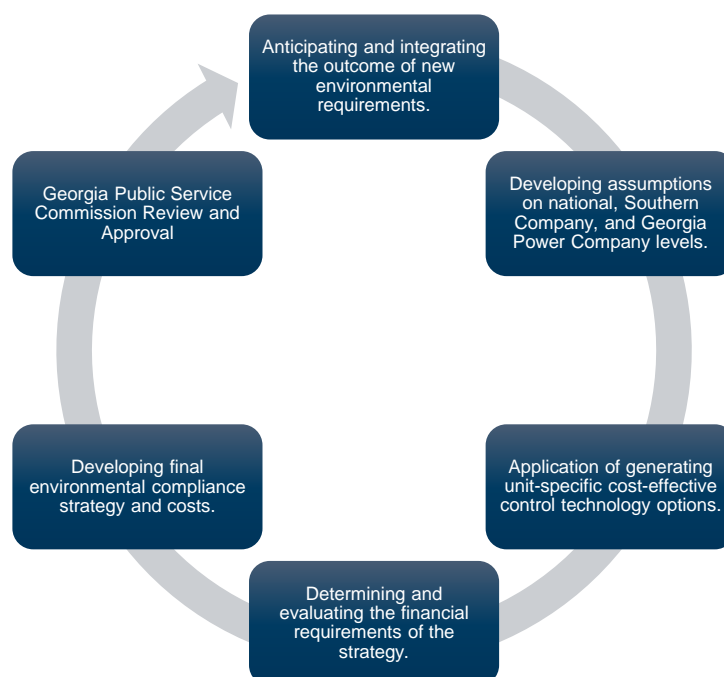 Anticipating and integrating
the outcome of new
environmental
requirements.
Developing assumptions
on national, Southern
Company, and Georgia
Power Company levels.
Application of generating
unit-specific cost-effective
control technology options.
Determining and
evaluating the financial
requirements of the
strategy.
Developing final
environmental compliance
strategy and costs.
Georgia Public Service
Commission Review and
Approval